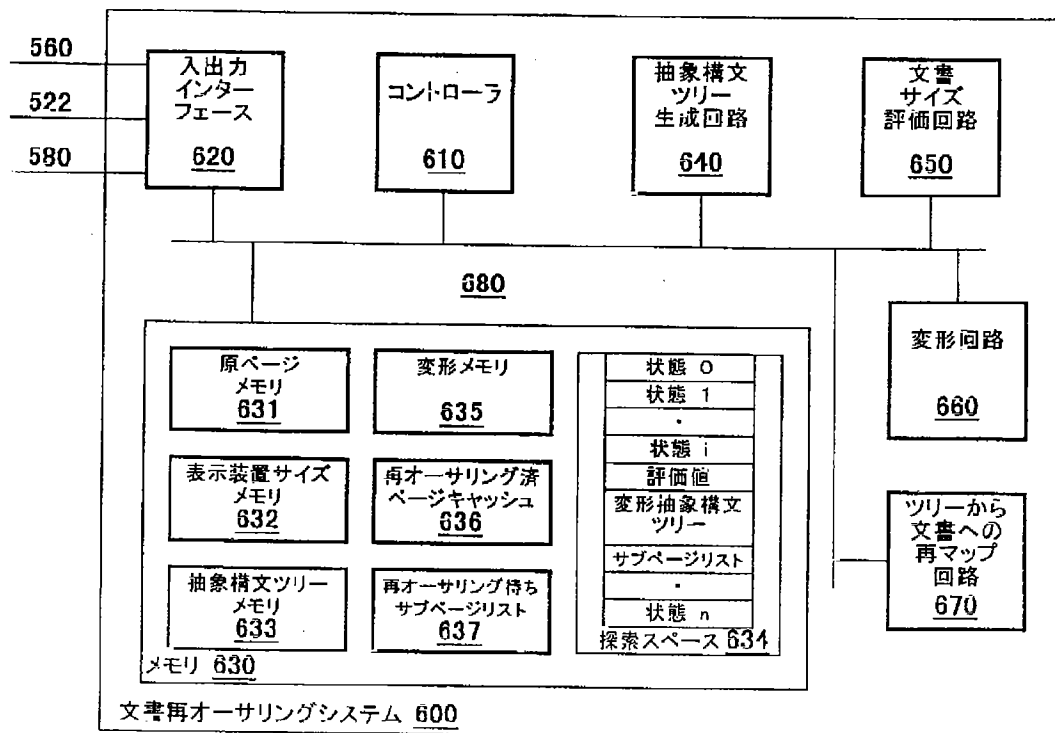 560
522
580
入出力
インター
フェース
620
コントローラ
610
抽象構文
ツリー
生成回路
640
文書
サイズ
評価回路
650
680
変形回路
660
ツリーから
文書への
再マップ
回路
670
原ページ
メモリ
631
変形メモリ
635
表示装置サイズ
メモリ
632
再オーサリング済
ページキャッシュ
636
抽象構文ツリー
メモリ
633
再オーサリング待ち
サブページリスト
637
状態 0
状態 1
・
状態 i
評価値
変形抽象構文
ツリー
サブページリスト
・
状態 n
探索スペース 634
メモリ 630
文書再オーサリングシステム 600